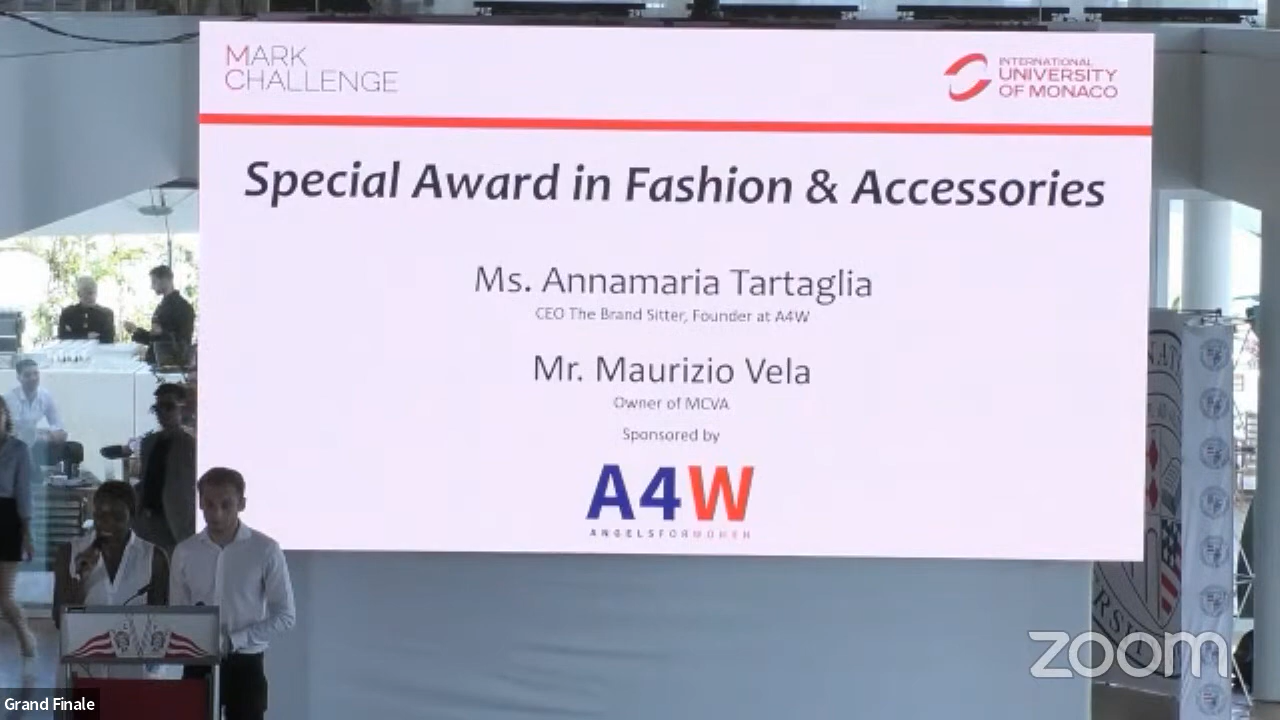 MARK
CHALLENGE
INTERNATIONAL
UNIVERSITY
OF MONACO
Special Award in Fashion & Accessories
Ms. Annamaria Tartaglia
CEO The Brand Sitter, Founder at A4W
Mr. Maurizio Vela
Owner of MCVA
Sponsored by
A4W
ANGELSFORWOMEN
zoom
Grand Finale